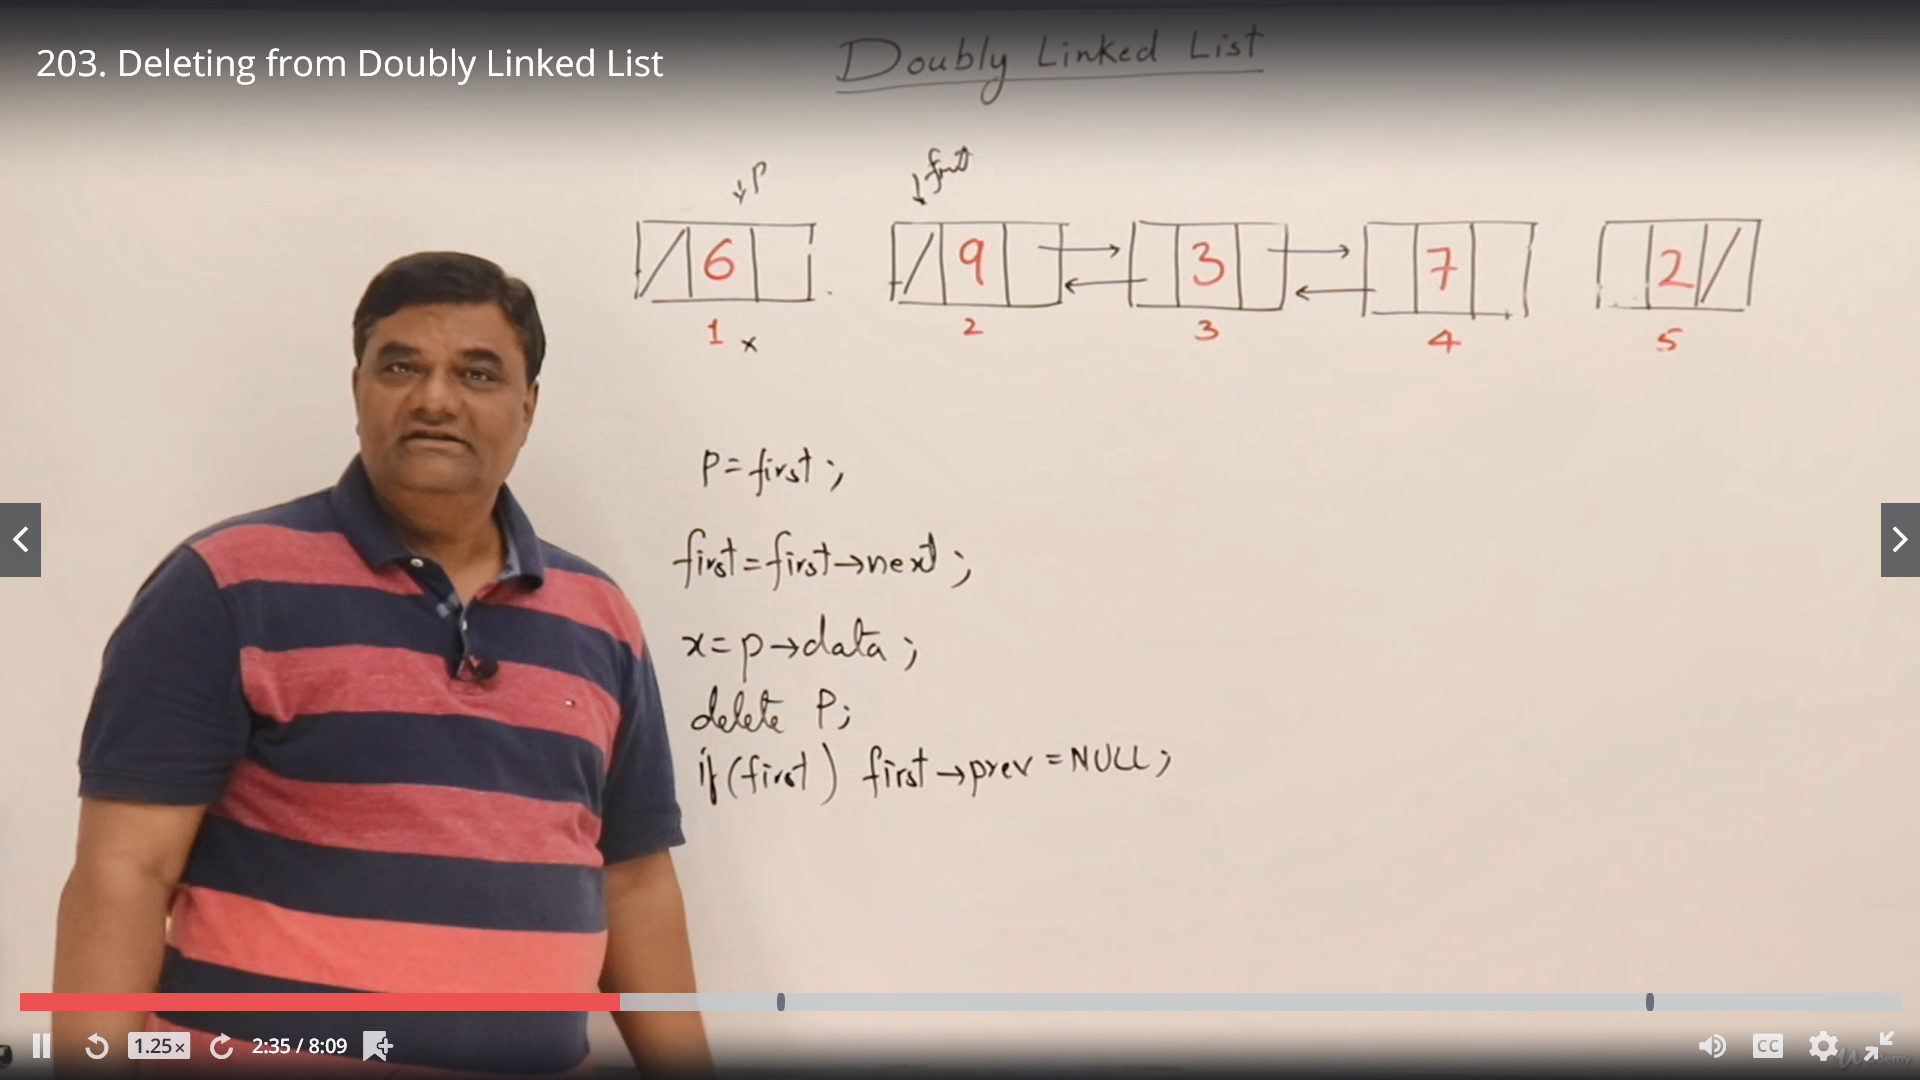 203. Deleting from Doubly Linked List
Doubly Linked List
↓P
↓first
6
9
3
7
2
1 x
2
3
4
5
P=first;
first=first→next;
x=p→data;
delete P;
if(first) first→prev=NULL;
1.25×
2:35 / 8:09
CC